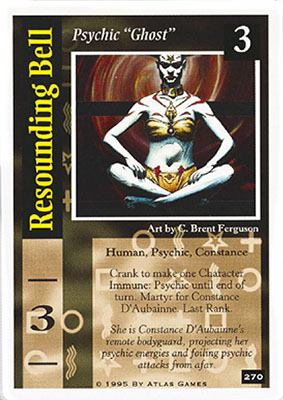 Resounding Bell
Psychic “Ghost”
3
Art by C. Brent Ferguson
Human, Psychic, Constance
Crank to make one Character
Immune: Psychic until end of
turn. Martyr for Constance
D'Aubainne. Last Rank.
She is Constance D'Aubainne's
remote bodyguard, projecting her
psychic energies and foiling psychic
attacks from afar.
3
270
© 1995 By Atlas Games